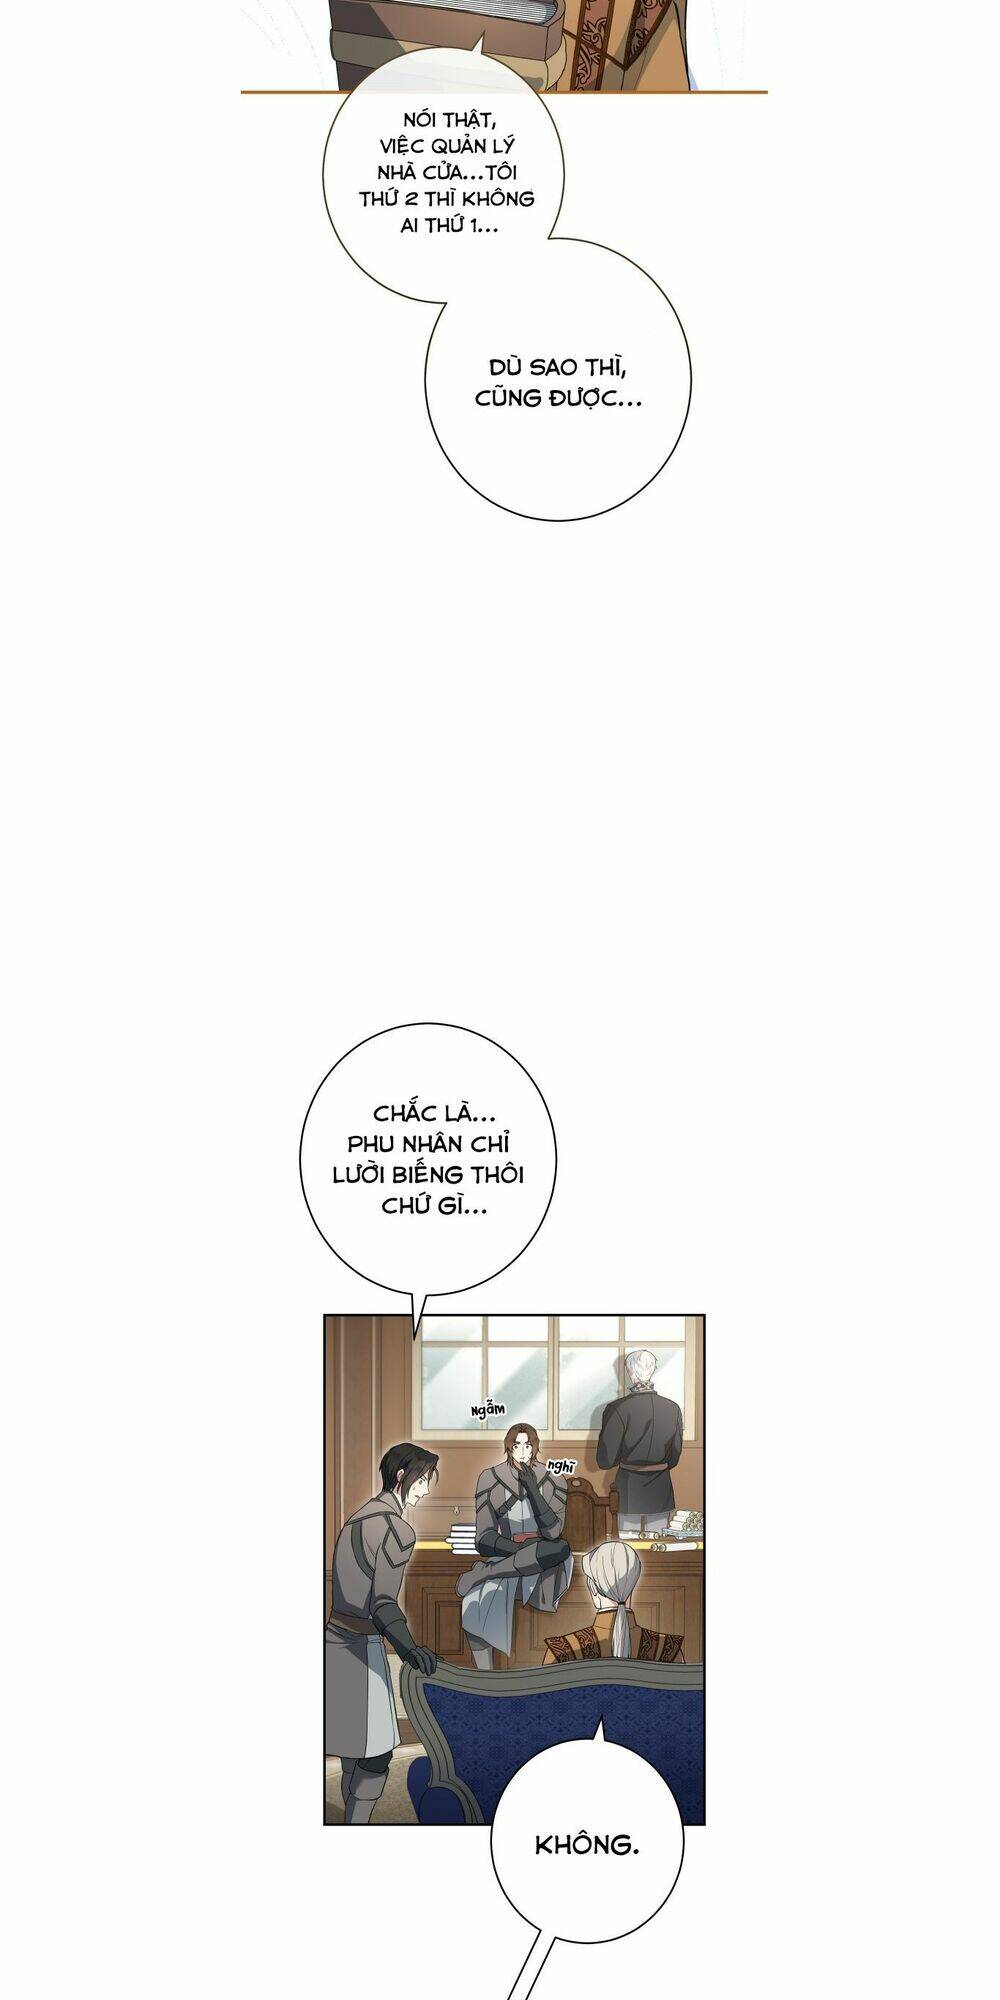 NÓI THẬT,
VIỆC QUẢN LÝ
NHÀ CỬA...TÔI
THỨ 2 THÌ KHÔNG
AI THỨ 1...
DÙ SAO THÌ,
CŨNG ĐƯỢC...
CHẮC LÀ...
PHU NHÂN CHỈ
LƯỜI BIẾNG THÔI
CHỨ GÌ...
Ngẫm
nghĩ
KHÔNG.